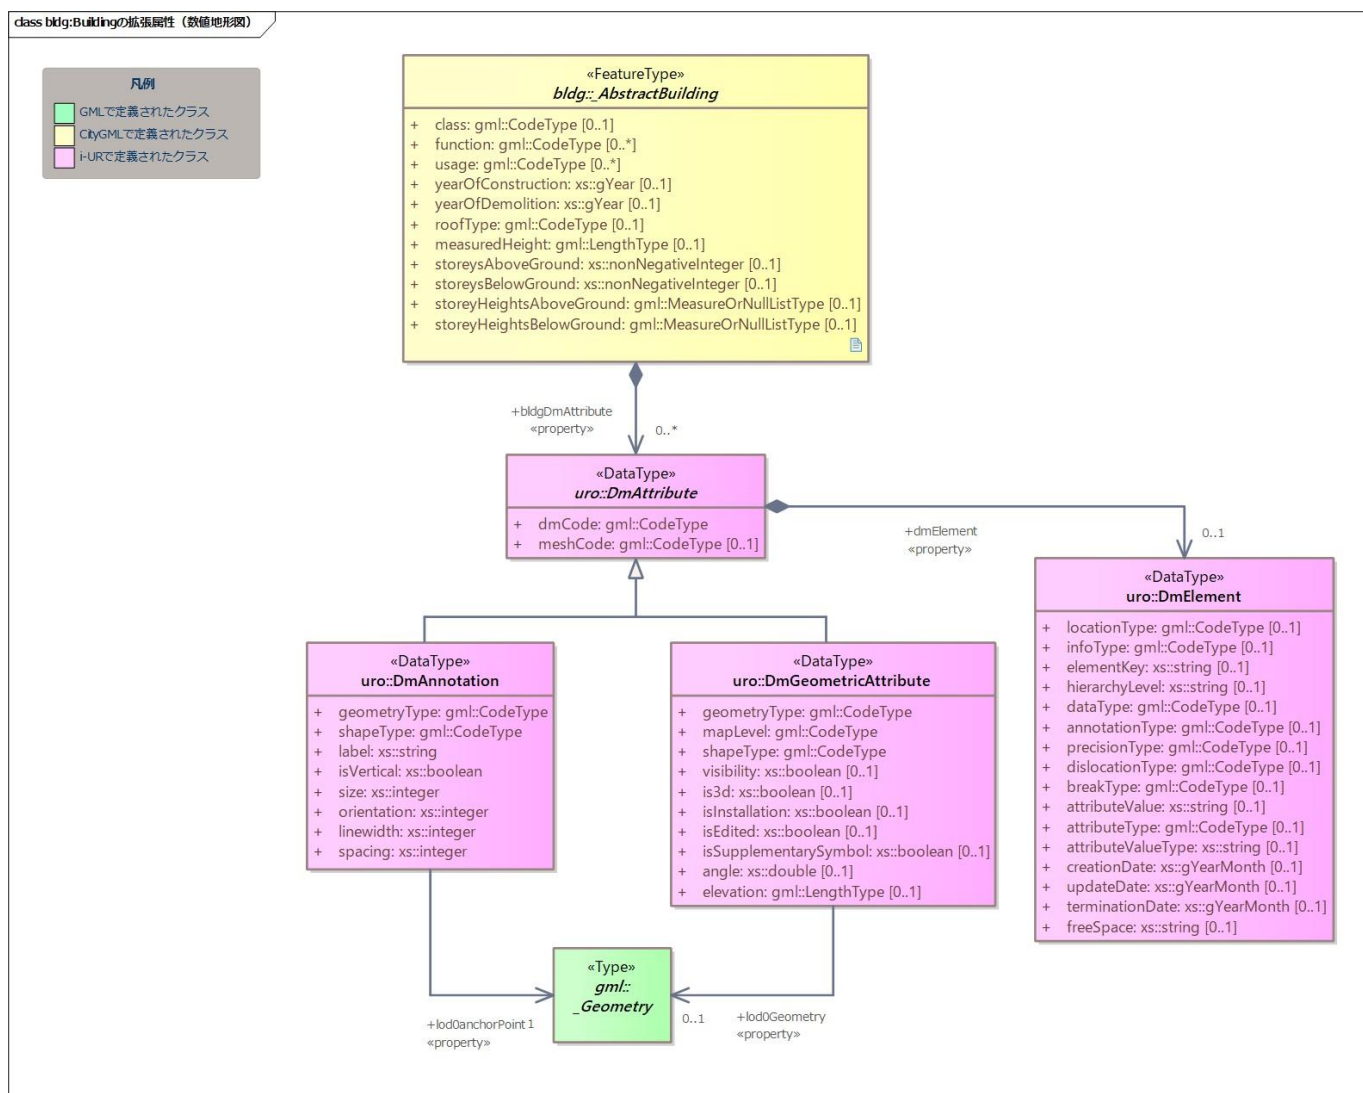 class bldg:Buildingの拡張属性（数値地形図）
凡例
GMLで定義されたクラス
CityGMLで定義されたクラス
i-URで定義されたクラス
«FeatureType»
bldg::_AbstractBuilding
+ class: gml::CodeType [0..1]
+ function: gml::CodeType [0..*]
+ usage: gml::CodeType [0..*]
+ yearOfConstruction: xs::gYear [0..1]
+ yearOfDemolition: xs::gYear [0..1]
+ roofType: gml::CodeType [0..1]
+ measuredHeight: gml::LengthType [0..1]
+ storeysAboveGround: xs::nonNegativeInteger [0..1]
+ storeysBelowGround: xs::nonNegativeInteger [0..1]
+ storeyHeightsAboveGround: gml::MeasureOrNullListType [0..1]
+ storeyHeightsBelowGround: gml::MeasureOrNullListType [0..1]
+bldgDmAttribute
«property»
0..*
«DataType»
uro::DmAttribute
+ dmCode: gml::CodeType
+ meshCode: gml::CodeType [0..1]
+dmElement
«property»
0..1
«DataType»
uro::DmElement
+ locationType: gml::CodeType [0..1]
+ infoType: gml::CodeType [0..1]
+ elementKey: xs::string [0..1]
+ hierarchyLevel: xs::string [0..1]
+ dataType: gml::CodeType [0..1]
+ annotationType: gml::CodeType [0..1]
+ precisionType: gml::CodeType [0..1]
+ dislocationType: gml::CodeType [0..1]
+ breakType: gml::CodeType [0..1]
+ attributeValue: xs::string [0..1]
+ attributeType: gml::CodeType [0..1]
+ attributeValueType: xs::string [0..1]
+ creationDate: xs::gYearMonth [0..1]
+ updateDate: xs::gYearMonth [0..1]
+ terminationDate: xs::gYearMonth [0..1]
+ freeSpace: xs::string [0..1]
«DataType»
uro::DmAnnotation
+ geometryType: gml::CodeType
+ shapeType: gml::CodeType
+ label: xs::string
+ isVertical: xs::boolean
+ size: xs::integer
+ orientation: xs::integer
+ linewidth: xs::integer
+ spacing: xs::integer
«DataType»
uro::DmGeometricAttribute
+ geometryType: gml::CodeType
+ mapLevel: gml::CodeType
+ shapeType: gml::CodeType
+ visibility: xs::boolean [0..1]
+ is3d: xs::boolean [0..1]
+ isInstallation: xs::boolean [0..1]
+ isEdited: xs::boolean [0..1]
+ isSupplementarySymbol: xs::boolean [0..1]
+ angle: xs::double [0..1]
+ elevation: gml::LengthType [0..1]
«Type»
gml::
_Geometry
+lod0anchorPoint 1
«property»
0..1
+lod0Geometry
«property»